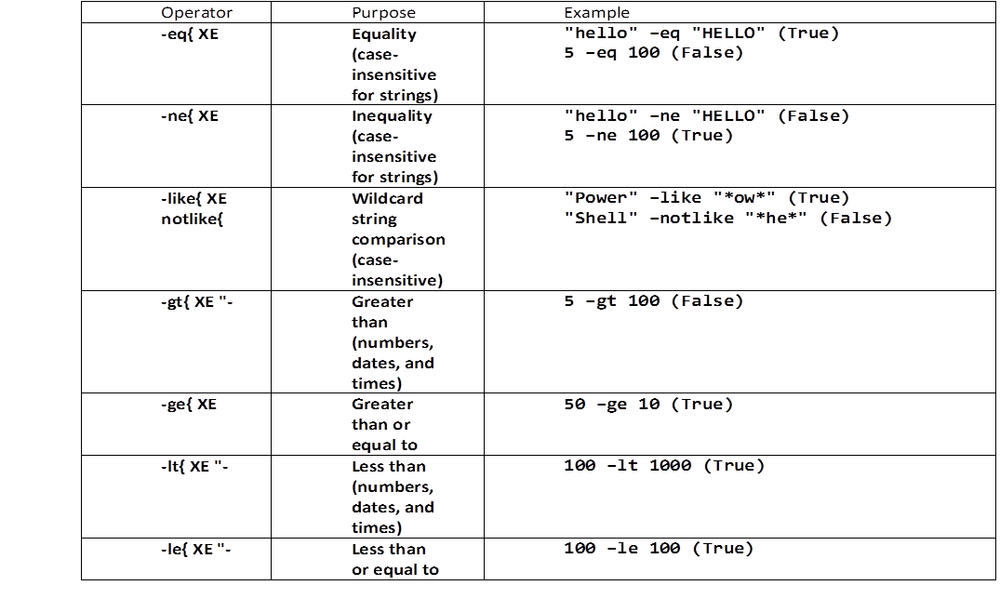 Operator Purpose Example
-eq{ XE Equality "hello" –eq "HELLO" (True)
(case- 5 –eq 100 (False)
insensitive
for strings)
-ne{ XE Inequality "hello" –ne "HELLO" (False)
(case- 5 –ne 100 (True)
insensitive
for strings)
-like{ XE Wildcard "Power" –like "*ow*" (True)
notlike{ string "Shell" –notlike "*he*" (False)
comparison
(case-
insensitive)
-gt{ XE "- Greater 5 –gt 100 (False)
than
(numbers,
dates, and
times)
-ge{ XE Greater 50 –ge 10 (True)
than or
equal to
-lt{ XE "- Less than 100 –lt 1000 (True)
(numbers,
dates, and
times)
-le{ XE "- Less than 100 –le 100 (True)
or equal to